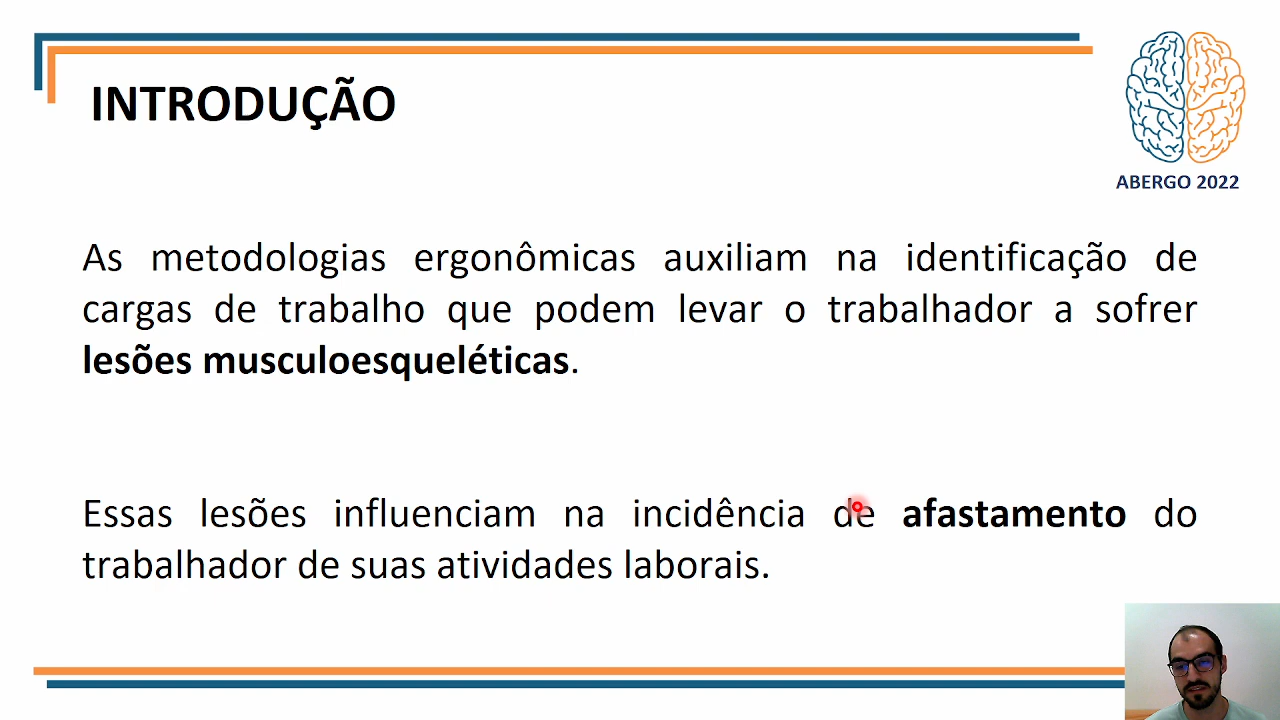 INTRODUÇÃO
ABERGO 2022
As metodologias ergonômicas auxiliam na identificação de
cargas de trabalho que podem levar o trabalhador a sofrer
lesões musculoesqueléticas.
Essas lesões influenciam na incidência de afastamento do
trabalhador de suas atividades laborais.